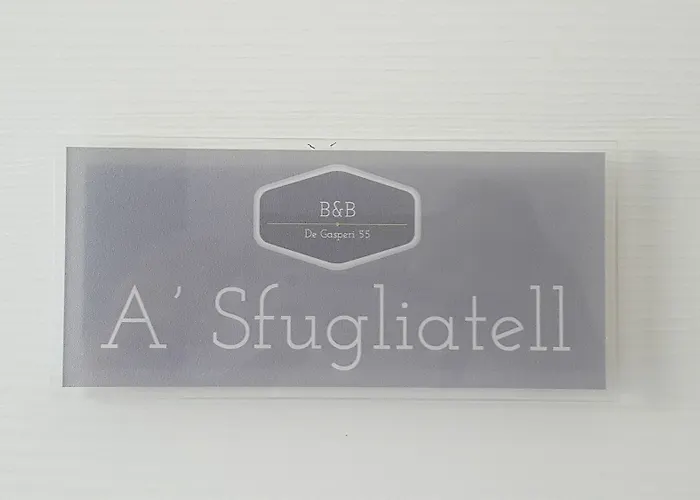 B&B
De Gasperi 55
A' Sfugliatell